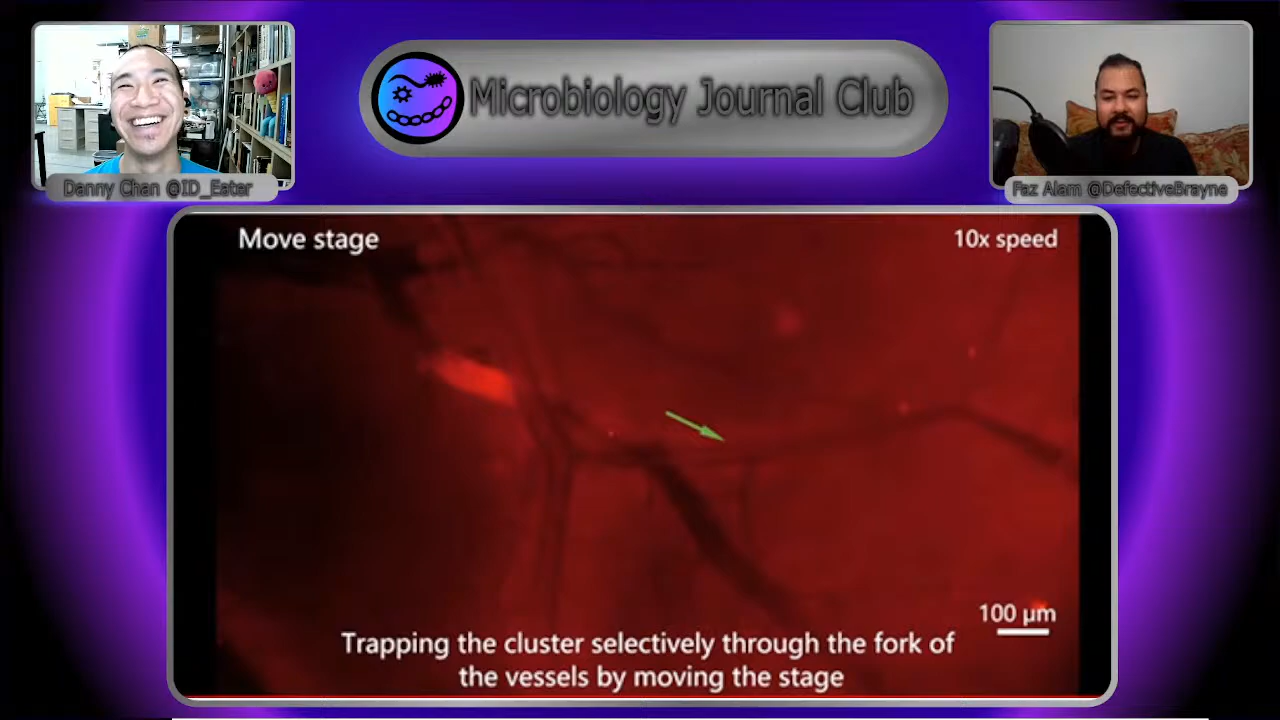 Microbiology Journal Club
Danny Chan @ID_Eater
Faz Alam @DefectiveBrayne
Move stage
10x speed
100 µm
Trapping the cluster selectively through the fork of
the vessels by moving the stage